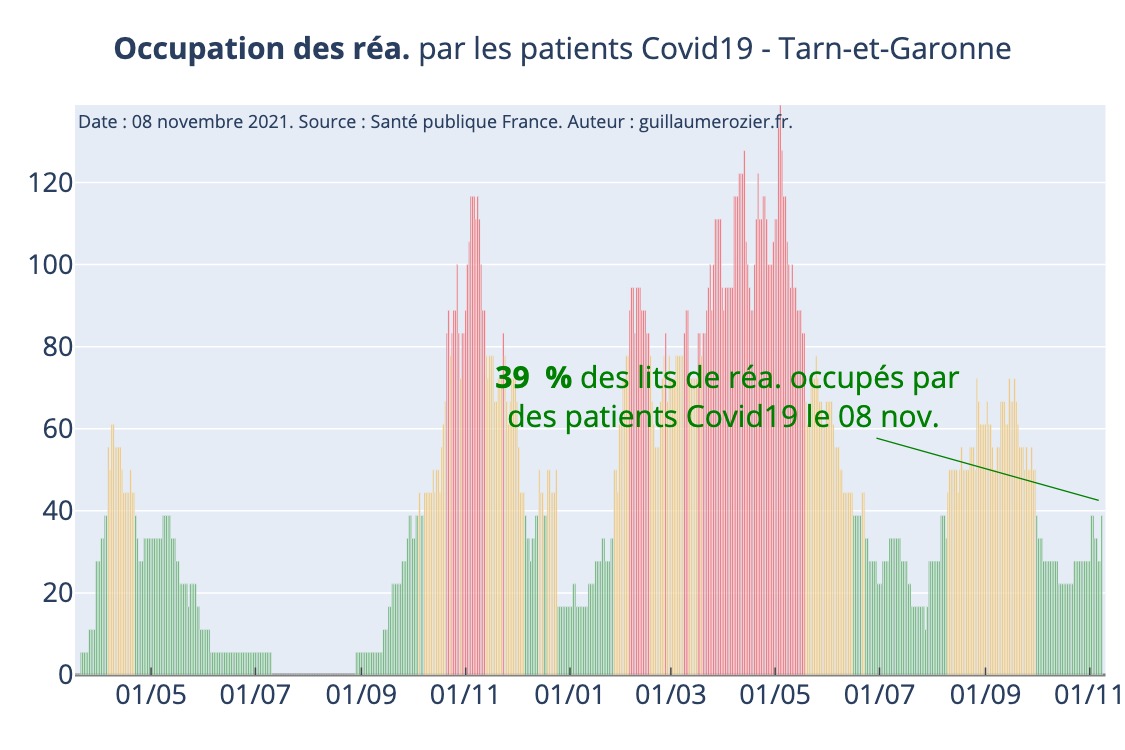 Occupation des réa. par les patients Covid19 - Tarn-et-Garonne
Date : 08 novembre 2021. Source : Santé publique France. Auteur : guillaumerozier.fr.
120
100
80
39 % des lits de réa. occupés par
des patients Covid19 le 08 nov.
60
40
20
0
01/05 01/07 01/09 01/11 01/01 01/03 01/05 01/07 01/09 01/11